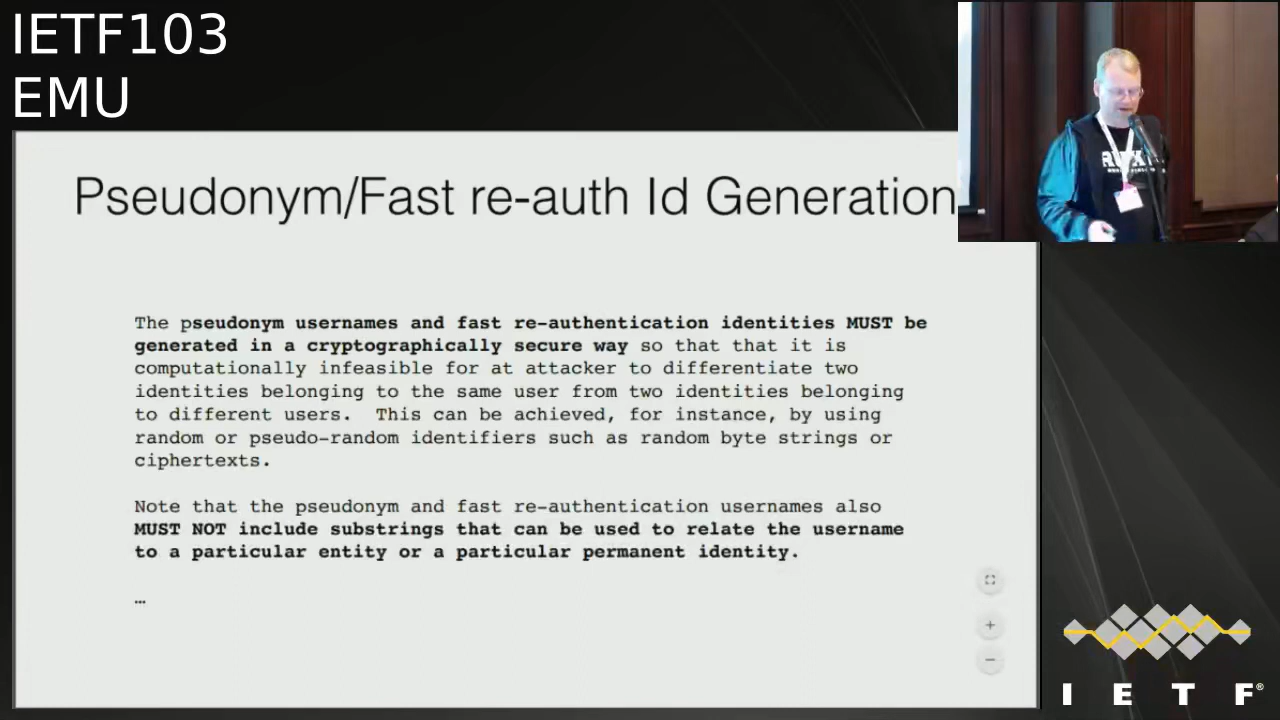 IETF103
EMU
Pseudonym/Fast re-auth Id Generation
The pseudonym usernames and fast re-authentication identities MUST be
generated in a cryptographically secure way so that that it is
computationally infeasible for at attacker to differentiate two
identities belonging to the same user from two identities belonging
to different users.  This can be achieved, for instance, by using
random or pseudo-random identifiers such as random byte strings or
ciphertexts.
Note that the pseudonym and fast re-authentication usernames also
MUST NOT include substrings that can be used to relate the username
to a particular entity or a particular permanent identity.
…
+
−
I E T F®